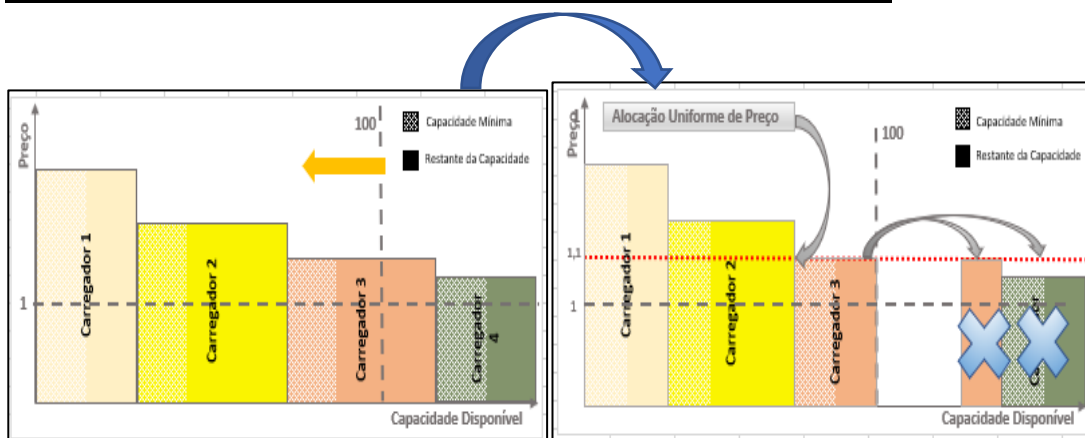 Preço
100
Capacidade Mínima
Restante da Capacidade
1
Carregador 1
Carregador 2
Carregador 3
Carregador
4
Capacidade Disponível
Preço
Alocação Uniforme de Preço
100
Capacidade Mínima
Restante da Capacidade
1,1
1
Carregador 1
Carregador 2
Carregador 3
Capacidade Disponível